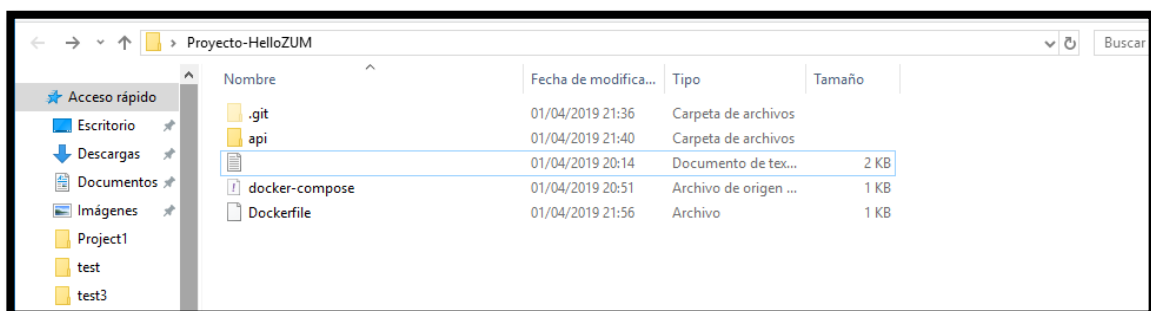 Proyecto-HelloZUM
Buscar
Nombre Fecha de modifica... Tipo Tamaño
Acceso rápido
Escritorio
Descargas
Documentos
Imágenes
Project1
test
test3
.git 01/04/2019 21:36 Carpeta de archivos
api 01/04/2019 21:40 Carpeta de archivos
01/04/2019 20:14 Documento de tex... 2 KB
docker-compose 01/04/2019 20:51 Archivo de origen ... 1 KB
Dockerfile 01/04/2019 21:56 Archivo 1 KB